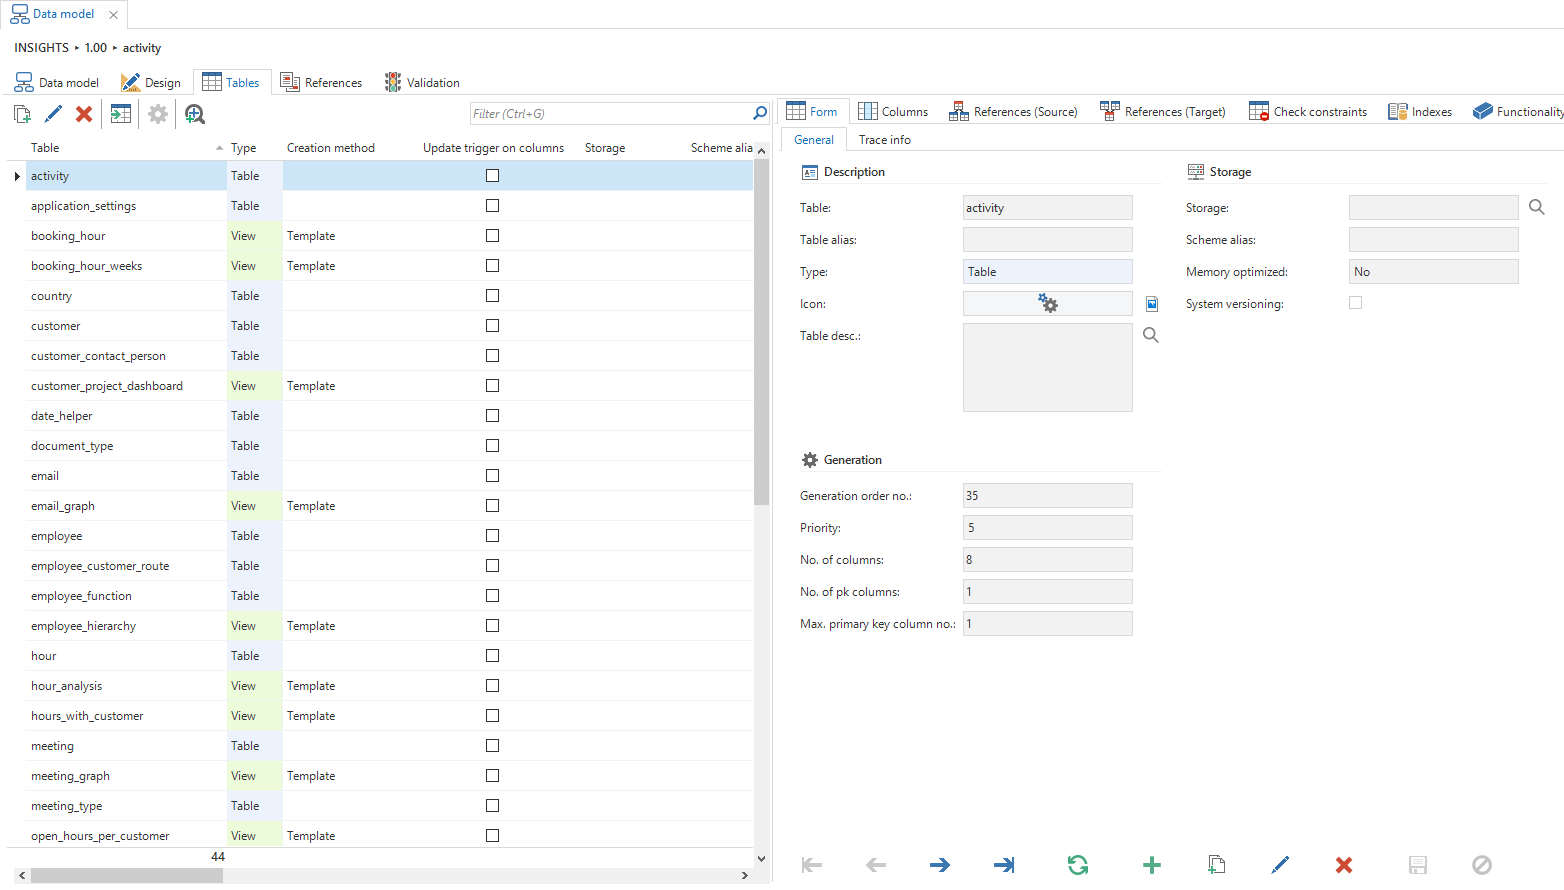 Data model
INSIGHTS ▸ 1.00 ▸ activity
Data model Design Tables References Validation
Filter (Ctrl+G)
Form Columns References (Source) References (Target) Check constraints Indexes Functionality
General Trace info
Table Type Creation method Update trigger on columns Storage Scheme alia
activity Table
application_settings Table
booking_hour View Template
booking_hour_weeks View Template
country Table
customer Table
customer_contact_person Table
customer_project_dashboard View Template
date_helper Table
document_type Table
email Table
email_graph View Template
employee Table
employee_customer_route Table
employee_function Table
employee_hierarchy View Template
hour Table
hour_analysis View Template
hours_with_customer View Template
meeting Table
meeting_graph View Template
meeting_type Table
open_hours_per_customer View Template
44
Description
Table: activity
Table alias:
Type: Table
Icon:
Table desc.:
Storage
Storage:
Scheme alias:
Memory optimized: No
System versioning:
Generation
Generation order no.: 35
Priority: 5
No. of columns: 8
No. of pk columns: 1
Max. primary key column no.: 1